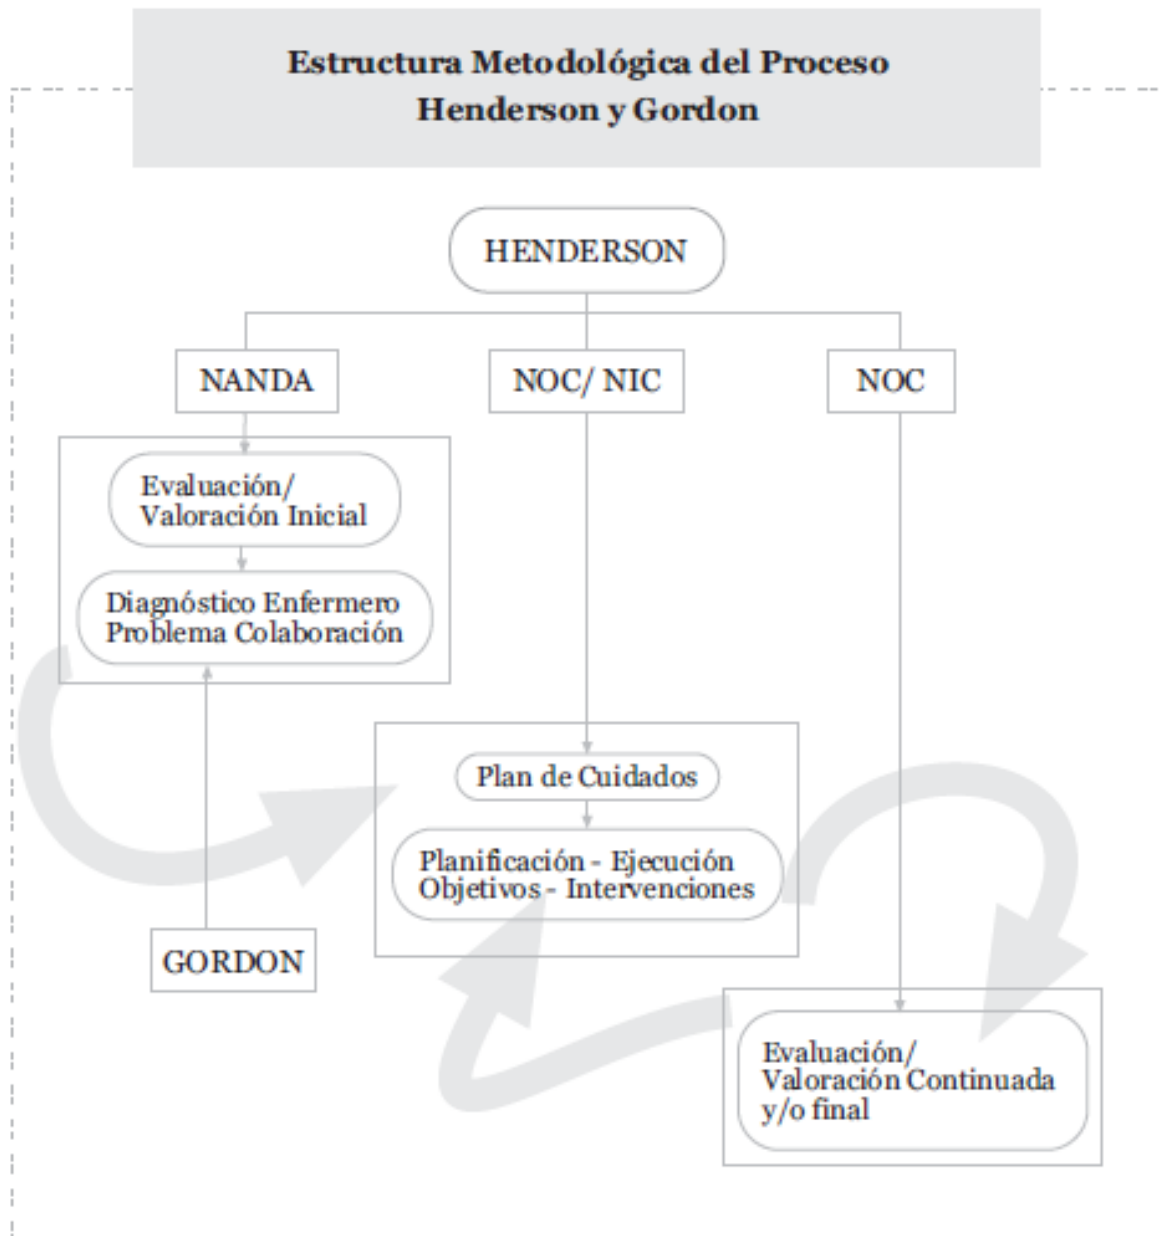 Estructura Metodológica del Proceso
Henderson y Gordon
HENDERSON
NANDA
NOC/ NIC
NOC
Evaluación/
Valoración Inicial
Diagnóstico Enfermero
Problema Colaboración
Plan de Cuidados
Planificación - Ejecución
Objetivos - Intervenciones
GORDON
Evaluación/
Valoración Continuada
y/o final